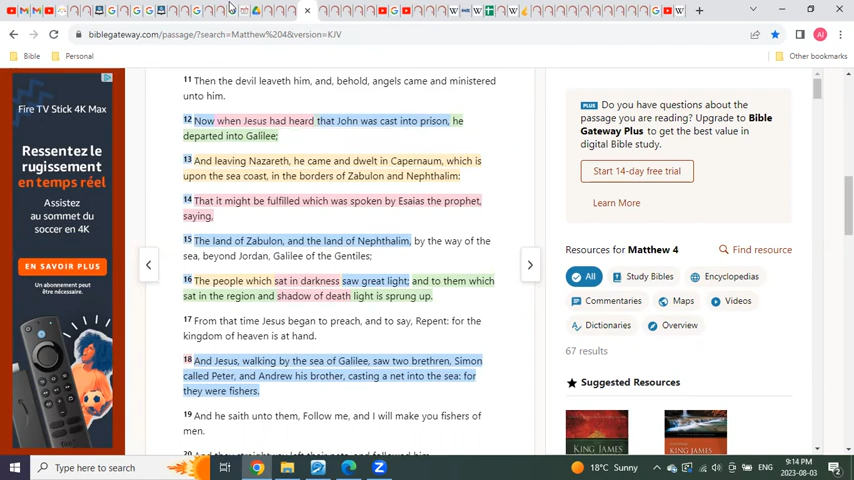 biblegateway.com/passage/?search=Matthew%204&version=KJV
Bible
Personal
Other bookmarks
Fire TV Stick 4K Max
Ressentez le
rugissement
en temps réel
Assistez
au sommet du
soccer en 4K
EN SAVOIR PLUS
Un abonnement peut
être nécessaire.
11 Then the devil leaveth him, and, behold, angels came and ministered
unto him.
12 Now when Jesus had heard that John was cast into prison, he
departed into Galilee;
13 And leaving Nazareth, he came and dwelt in Capernaum, which is
upon the sea coast, in the borders of Zabulon and Nephthalim:
14 That it might be fulfilled which was spoken by Esaias the prophet,
saying,
15 The land of Zabulon, and the land of Nephthalim, by the way of the
sea, beyond Jordan, Galilee of the Gentiles;
16 The people which sat in darkness saw great light; and to them which
sat in the region and shadow of death light is sprung up.
17 From that time Jesus began to preach, and to say, Repent: for the
kingdom of heaven is at hand.
18 And Jesus, walking by the sea of Galilee, saw two brethren, Simon
called Peter, and Andrew his brother, casting a net into the sea: for
they were fishers.
19 And he saith unto them, Follow me, and I will make you fishers of
men.
20 And they straightway left their nets, and followed him.
PLUS Do you have questions about the
passage you are reading? Upgrade to Bible
Gateway Plus to get the best value in
digital Bible study.
Start 14-day free trial
Learn More
Resources for Matthew 4
Find resource
All
Study Bibles
Encyclopedias
Commentaries
Maps
Videos
Dictionaries
Overview
67 results
Suggested Resources
KING JAMES
KING JAMES
Type here to search
18°C Sunny
ENG
9:14 PM
2023-08-03
2